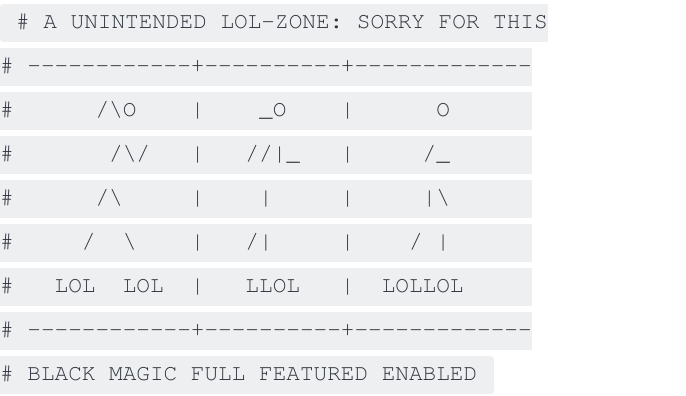 # A UNINTENDED LOL-ZONE: SORRY FOR THIS
# ------------+----------+-------------
#      /\O    |    _O    |      O
#       /\/   |   //|_   |     /_
#      /\     |    |     |     |\
#     /  \    |   /|     |    / |
#   LOL  LOL  |   LLOL   |  LOLLOL
# ------------+----------+-------------
# BLACK MAGIC FULL FEATURED ENABLED